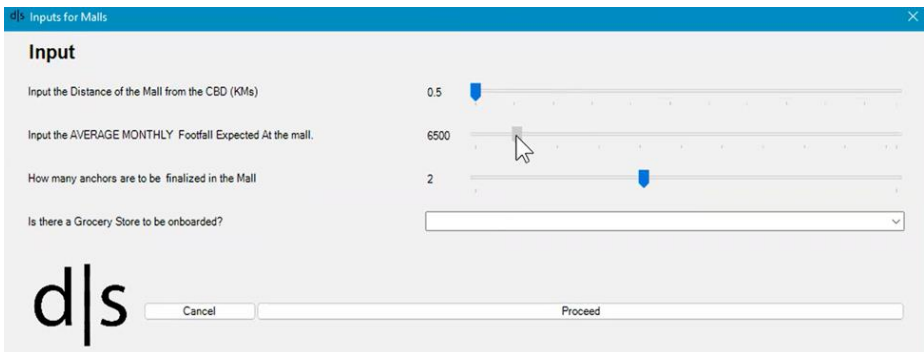 d|s Inputs for Malls
Input
Input the Distance of the Mall from the CBD (KMs) 0.5
Input the AVERAGE MONTHLY Footfall Expected At the mall. 6500
How many anchors are to be finalized in the Mall 2
Is there a Grocery Store to be onboarded?
d|s
Cancel Proceed